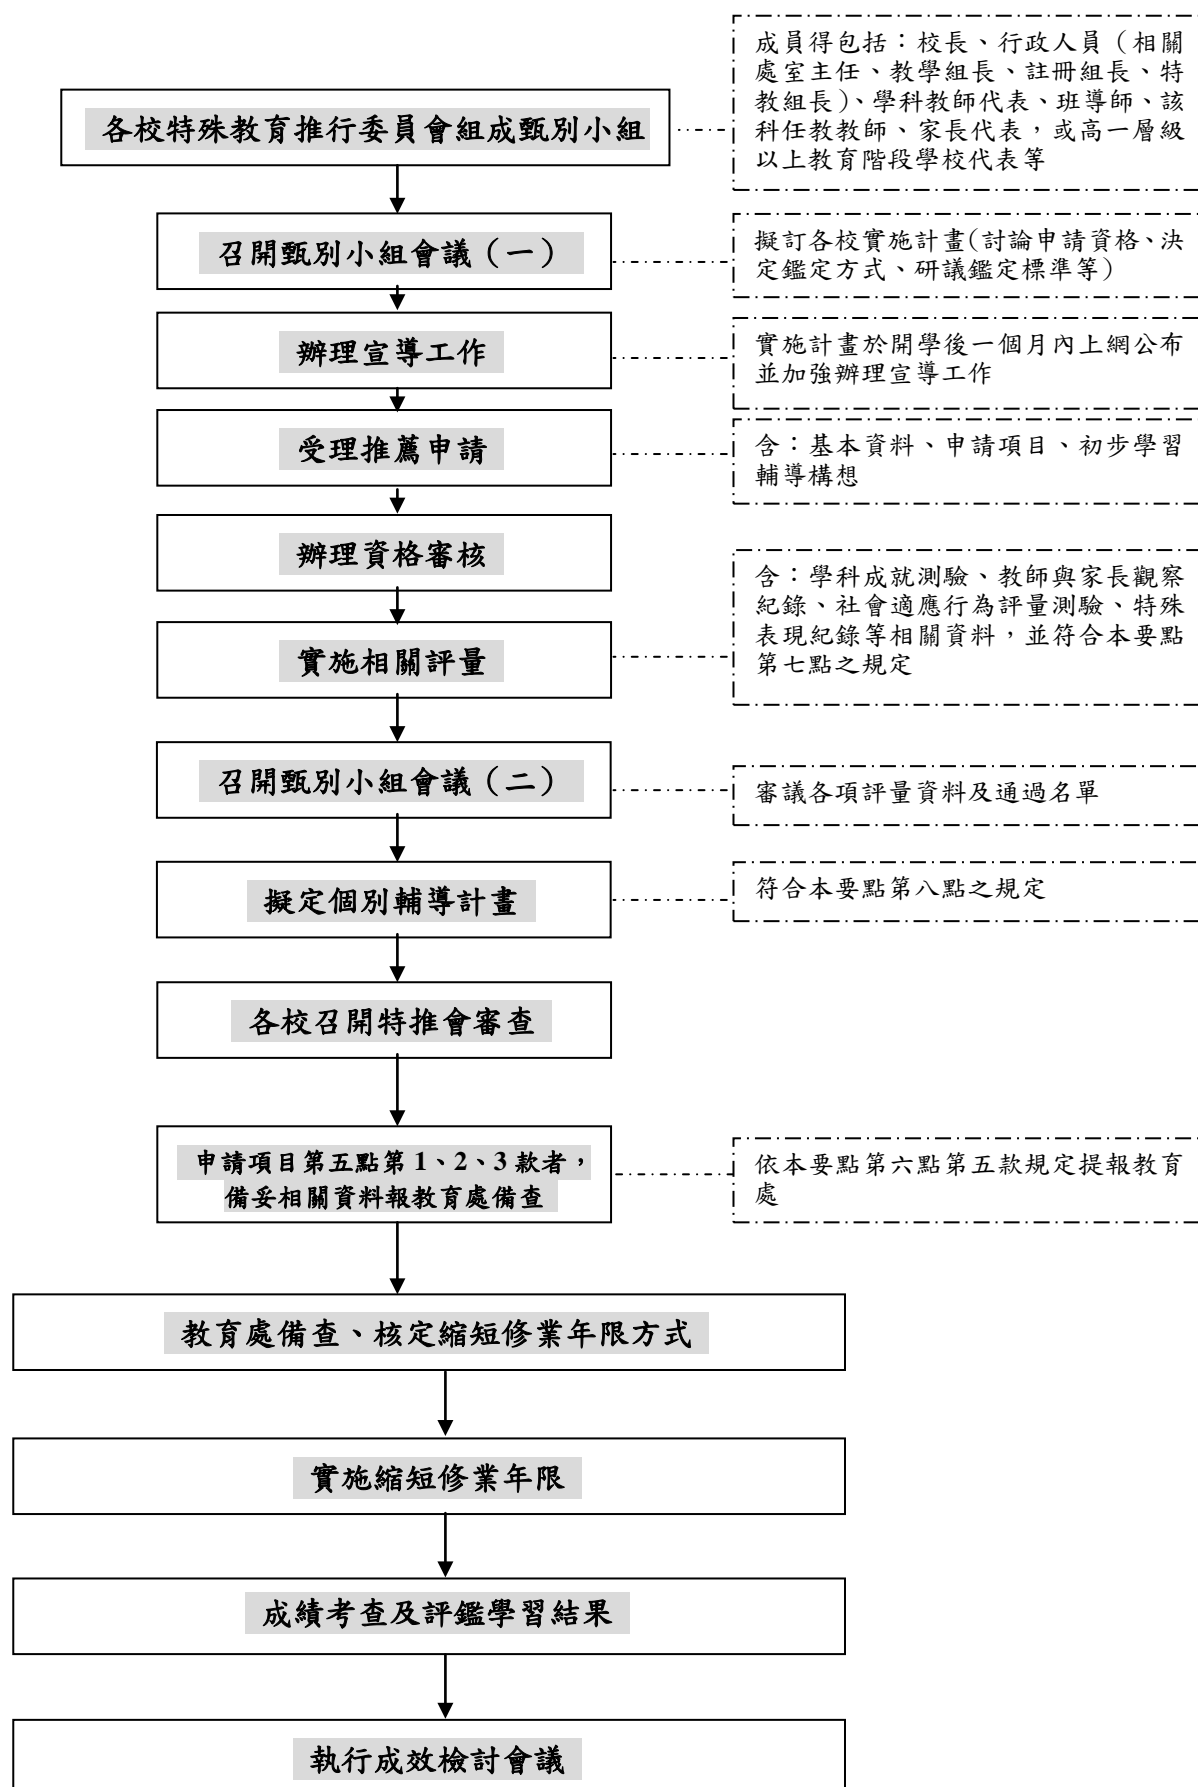 成員得包括：校長、行政人員（相關
處室主任、教學組長、註冊組長、特
教組長）、學科教師代表、班導師、該
科任教教師、家長代表，或高一層級
以上教育階段學校代表等
各校特殊教育推行委員會組成甄別小組
召開甄別小組會議（一）
擬訂各校實施計畫(討論申請資格、決
定鑑定方式、研議鑑定標準等)
辦理宣導工作
實施計畫於開學後一個月內上網公布
並加強辦理宣導工作
受理推薦申請
含：基本資料、申請項目、初步學習
輔導構想
辦理資格審核
含：學科成就測驗、教師與家長觀察
紀錄、社會適應行為評量測驗、特殊
表現紀錄等相關資料，並符合本要點
第七點之規定
實施相關評量
召開甄別小組會議（二）
審議各項評量資料及通過名單
擬定個別輔導計畫
符合本要點第八點之規定
各校召開特推會審查
申請項目第五點第 1、2、3 款者，
備妥相關資料報教育處備查
依本要點第六點第五款規定提報教育
處
教育處備查、核定縮短修業年限方式
實施縮短修業年限
成績考查及評鑑學習結果
執行成效檢討會議